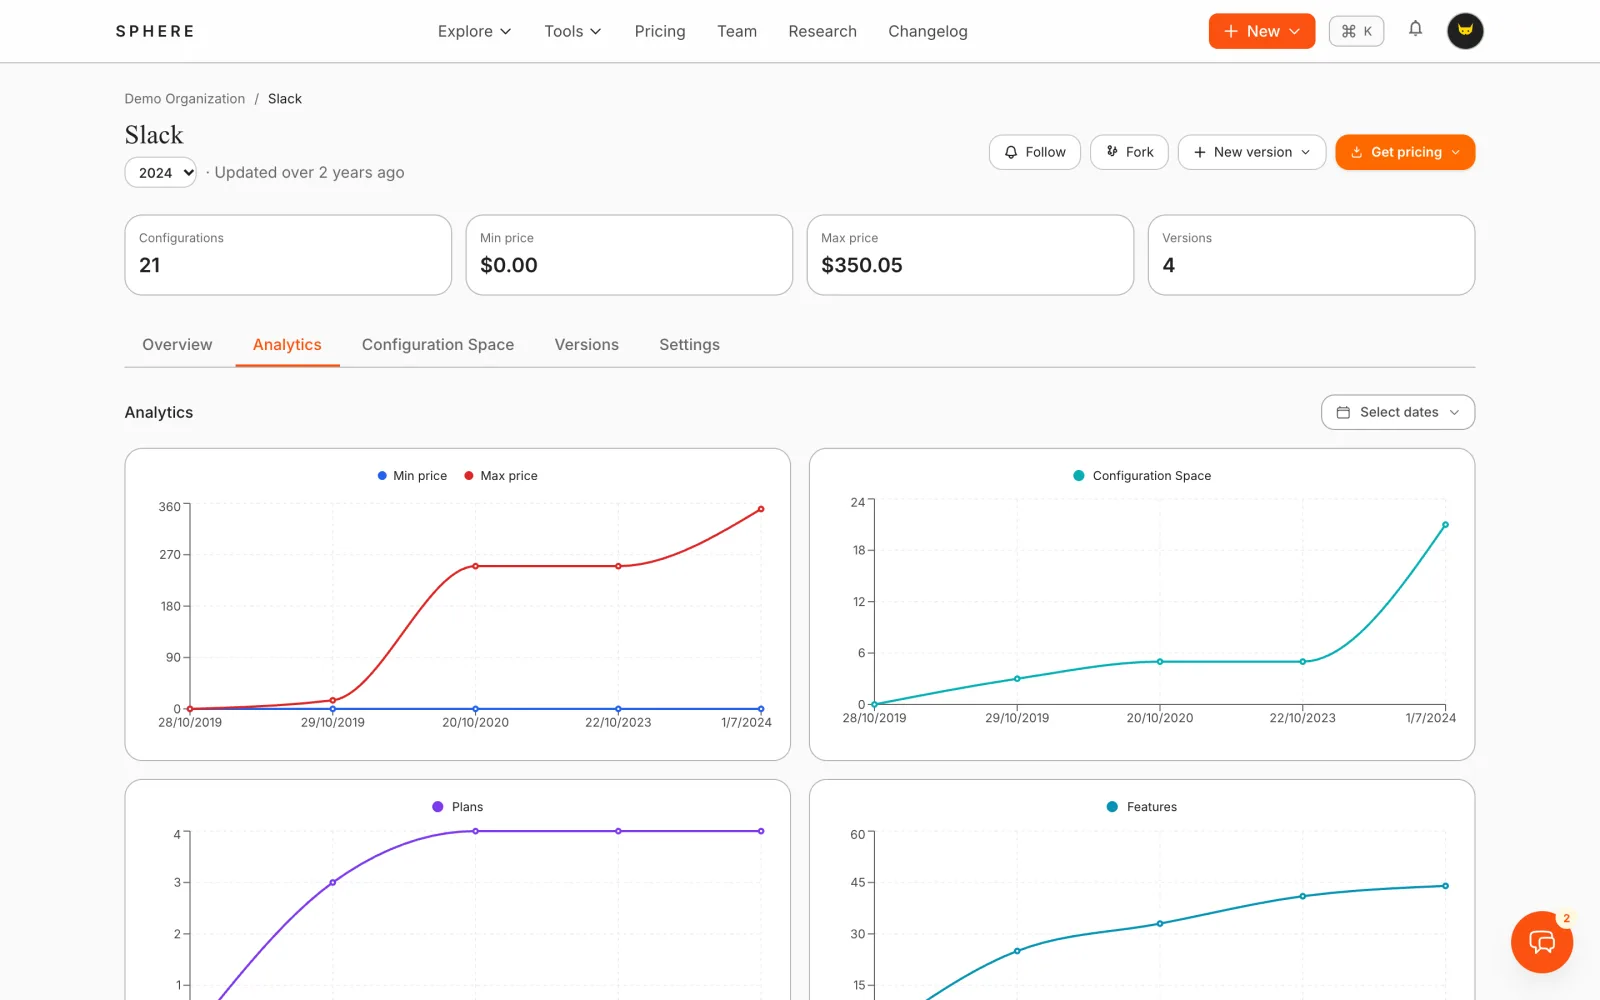 SPHERE
Explore
Tools
Pricing
Team
Research
Changelog
New
⌘ K
Demo Organization / Slack
Slack
2024
· Updated over 2 years ago
Follow
Fork
New version
Get pricing
Configurations
21
Min price
$0.00
Max price
$350.05
Versions
4
Overview
Analytics
Configuration Space
Versions
Settings
Analytics
Select dates
Min price
Max price
360
270
180
90
0
28/10/2019
29/10/2019
20/10/2020
22/10/2023
1/7/2024
Configuration Space
24
18
12
6
0
28/10/2019
29/10/2019
20/10/2020
22/10/2023
1/7/2024
Plans
4
3
2
1
Features
60
45
30
15
2